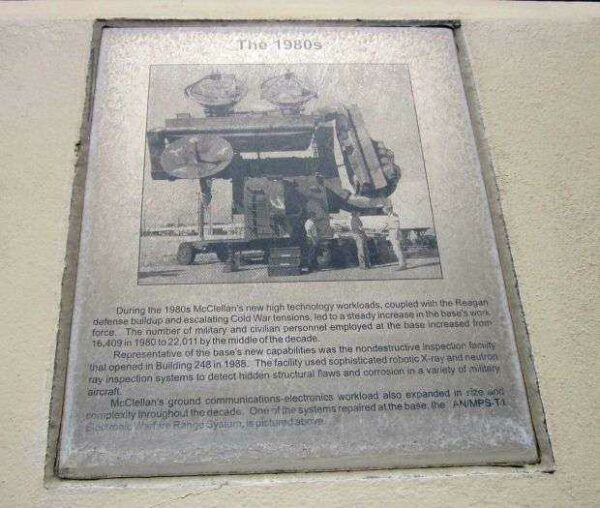 The 1980s
During the 1980s McClellan's new high technology workloads, coupled with the Reagan
defense buildup and escalating Cold War tensions, led to a steady increase in the base's work
force. The number of military and civilian personnel employed at the base increased from
16,409 in 1980 to 22,011 by the middle of the decade.
Representative of the base's new capabilities was the nondestructive inspection facility
that opened in Building 248 in 1988. The facility used sophisticated robotic X-ray and neutron
ray inspection systems to detect hidden structural flaws and corrosion in a variety of military
aircraft.
McClellan's ground communications-electronics workload also expanded in size and
complexity throughout the decade. One of the systems repaired at the base, the
Electronic Warfare Range System, is pictured above.